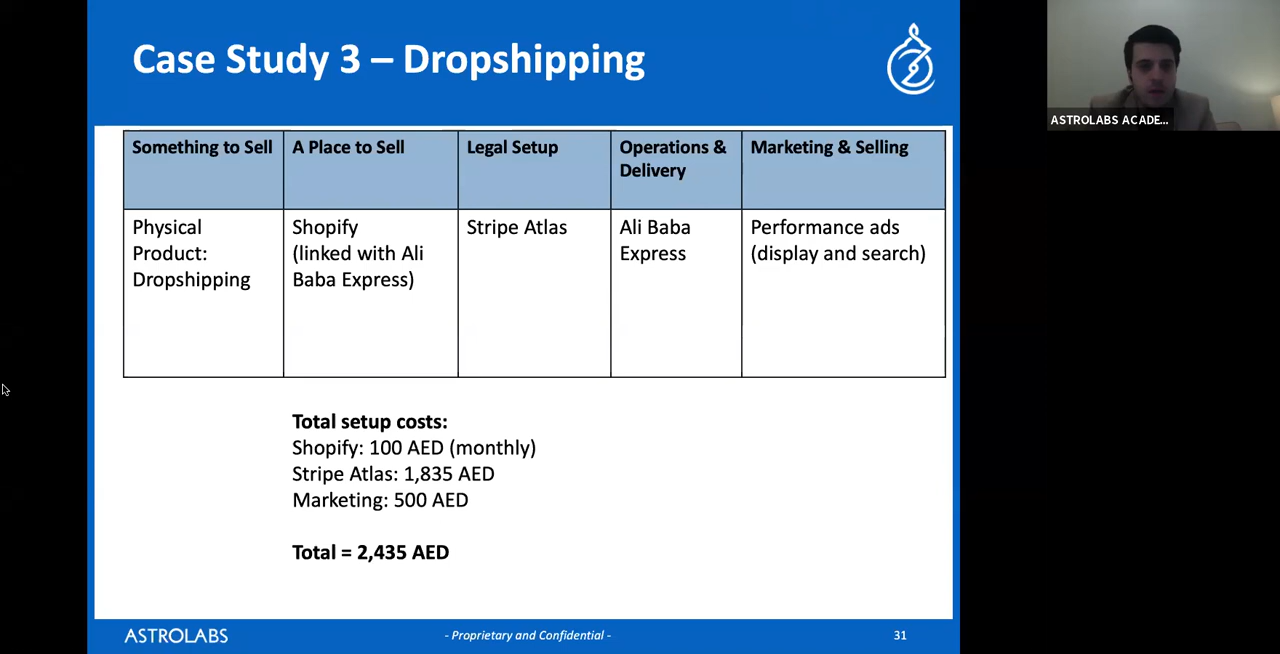 Case Study 3 – Dropshipping
ASTROLABS ACADE...
Something to Sell
A Place to Sell
Legal Setup
Operations &
Delivery
Marketing & Selling
Physical
Product:
Dropshipping
Shopify
(linked with Ali
Baba Express)
Stripe Atlas
Ali Baba
Express
Performance ads
(display and search)
Total setup costs:
Shopify: 100 AED (monthly)
Stripe Atlas: 1,835 AED
Marketing: 500 AED
Total = 2,435 AED
ASTROLABS
- Proprietary and Confidential -
31